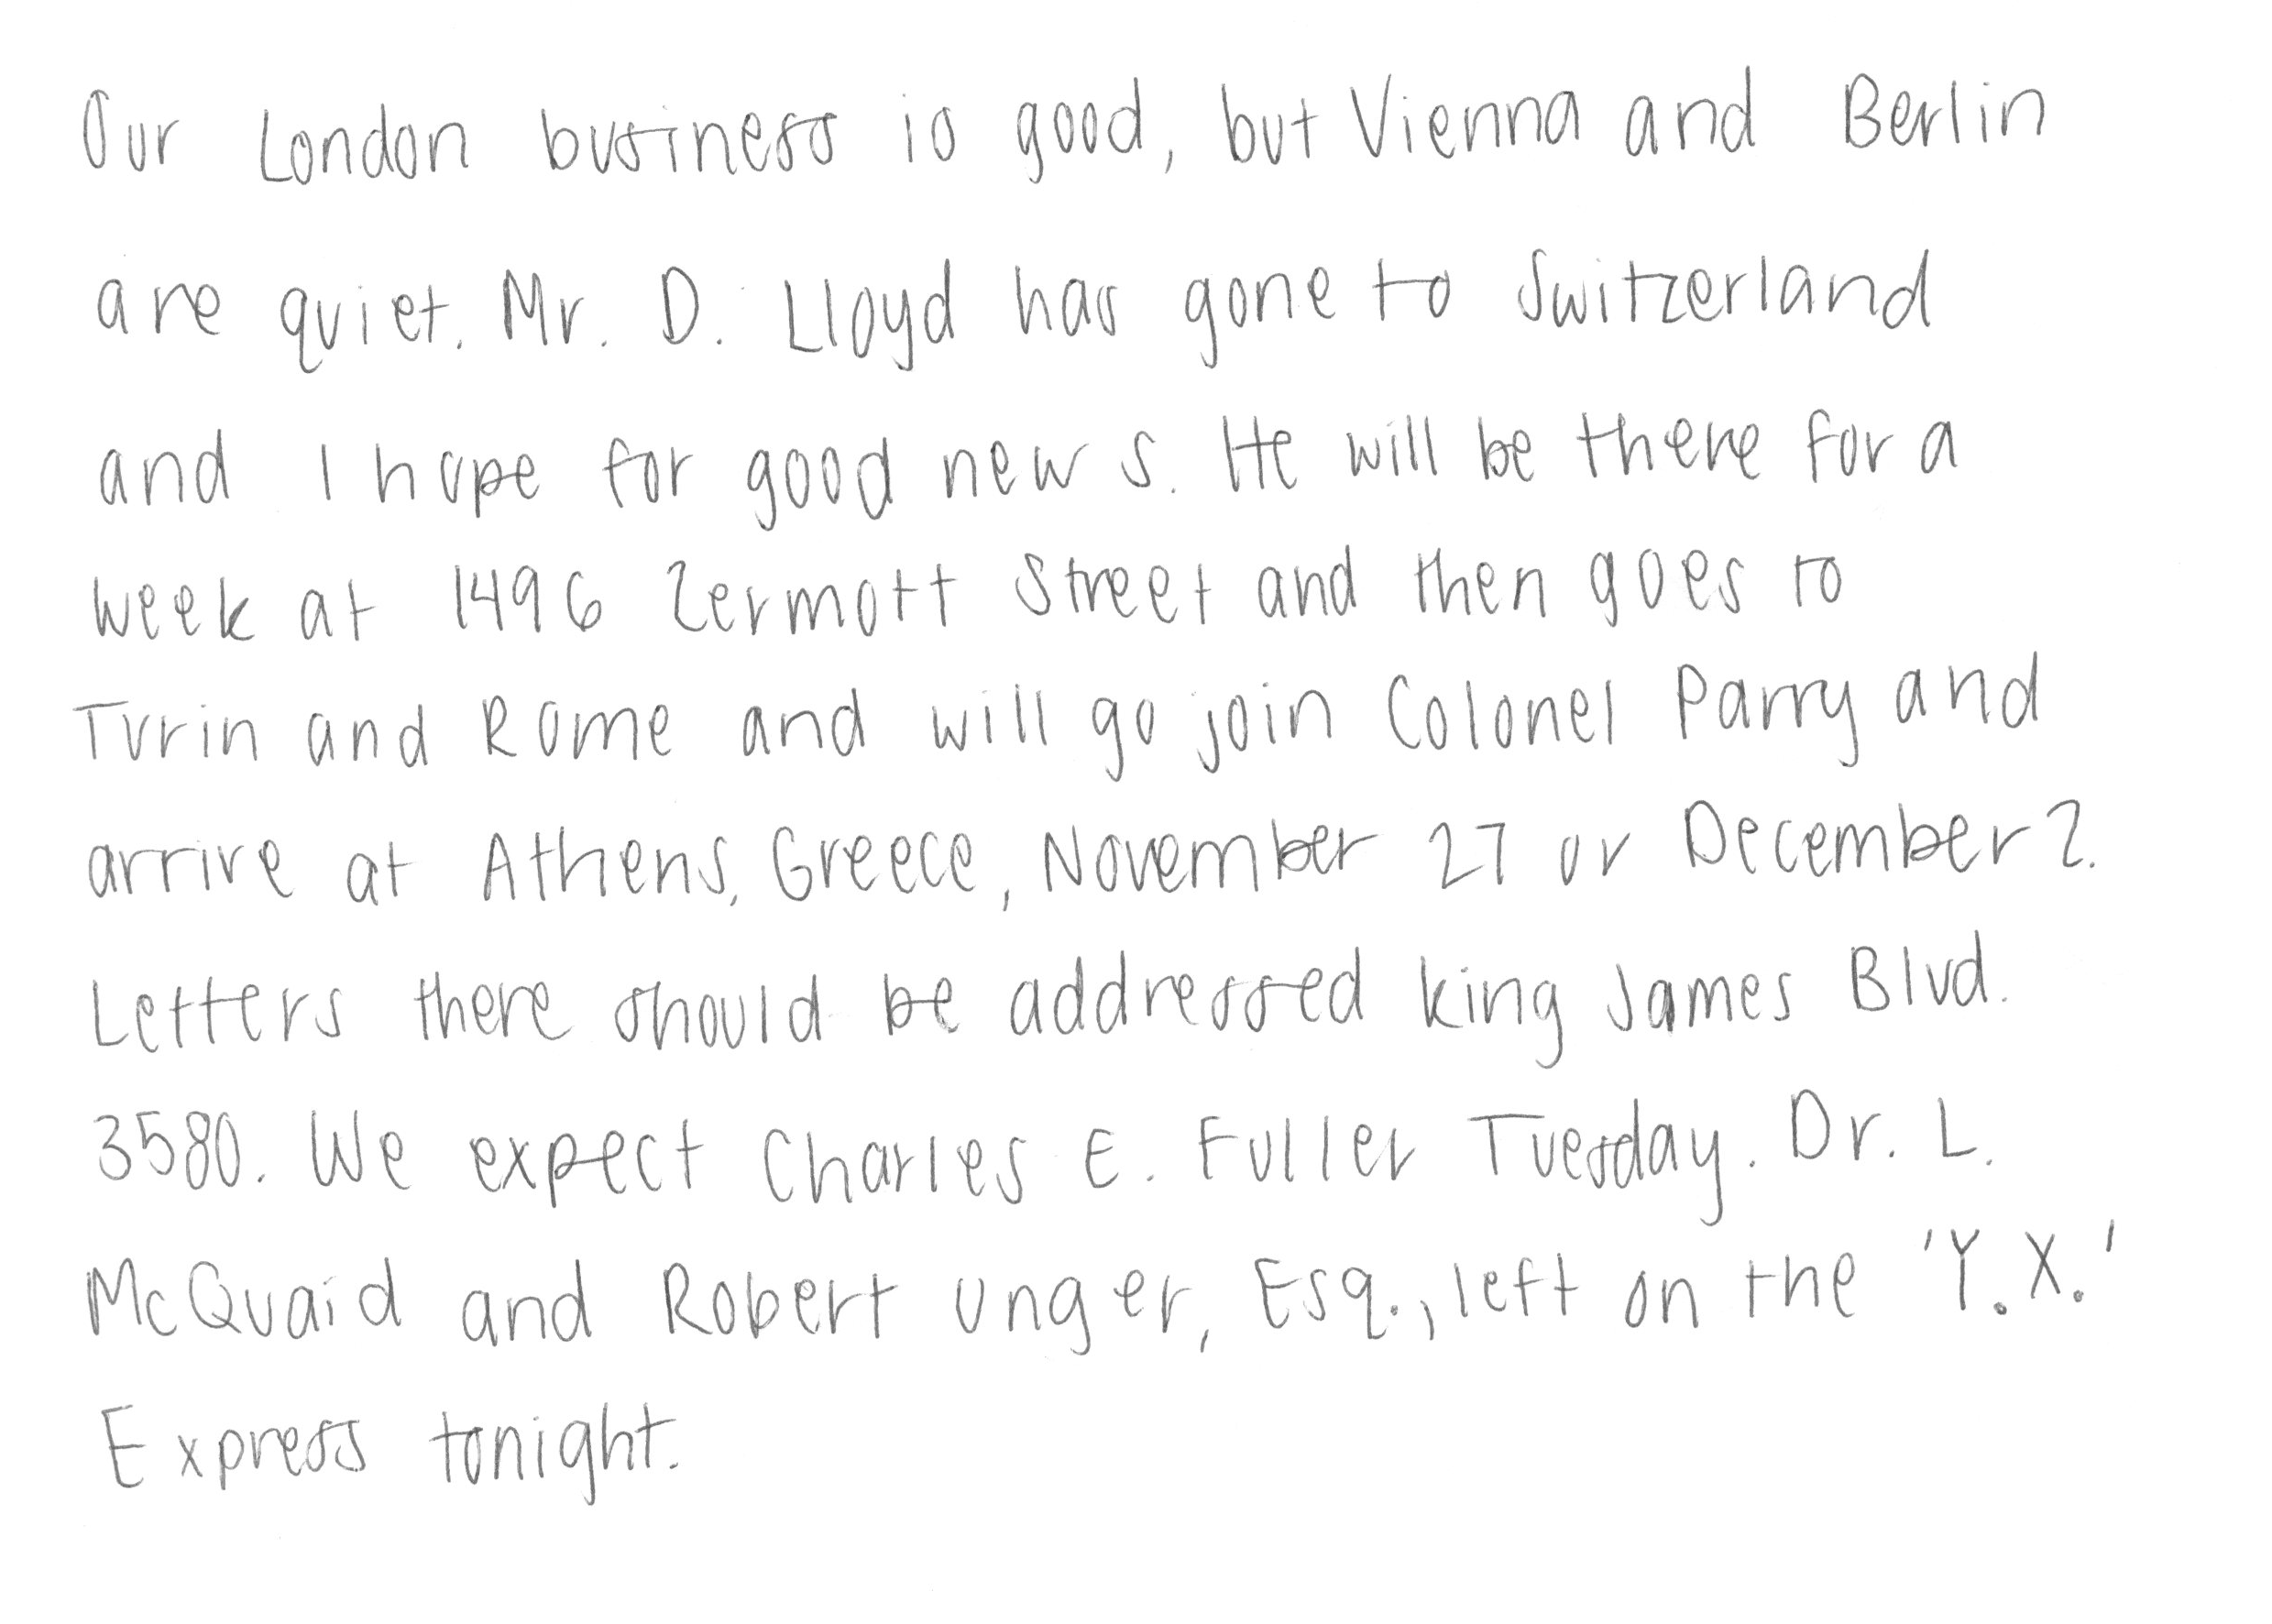 Our London business is good, but Vienna and Berlin
are quiet. Mr. D. Lloyd has gone to Switzerland
and I hope for good news. He will be there for a
week at 1496 Zermott Street and then goes to
Turin and Rome and will go join Colonel Parry and
arrive at Athens, Greece, November 27 or December 2.
Letters there should be addressed King James Blvd.
3580. We expect Charles E. Fuller Tuesday. Dr. L.
McQuaid and Robert Unger, Esq., left on the 'Y.X.'
Express tonight.